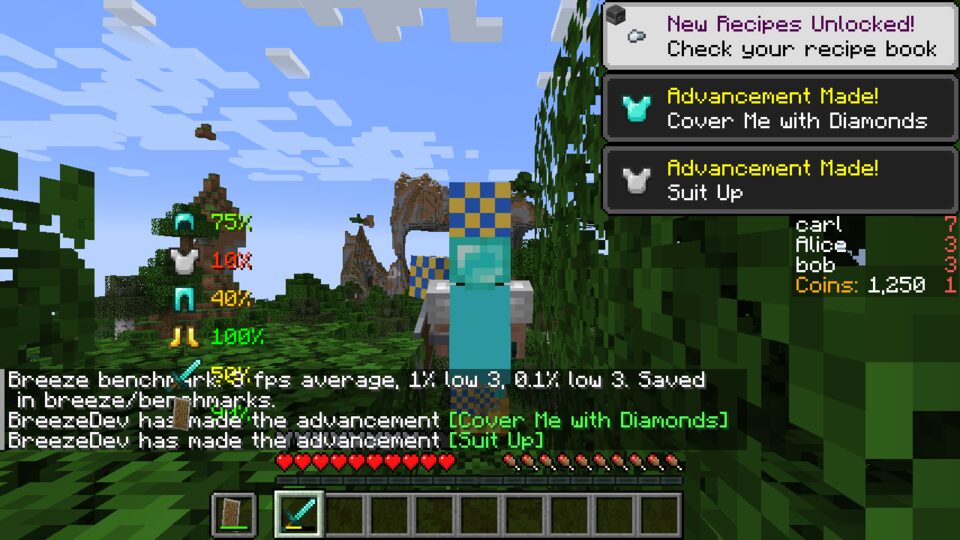 New Recipes Unlocked!
Check your recipe book
Advancement Made!
Cover Me with Diamonds
Advancement Made!
Suit Up
carl 7
Alice 3
bob 3
Coins: 1,250 1
75%
10%
40%
100%
50%
Breeze benchmark: 3 fps average, 1% low 3, 0.1% low 3. Saved
in breeze/benchmarks.
BreezeDev has made the advancement [Cover Me with Diamonds]
BreezeDev has made the advancement [Suit Up]